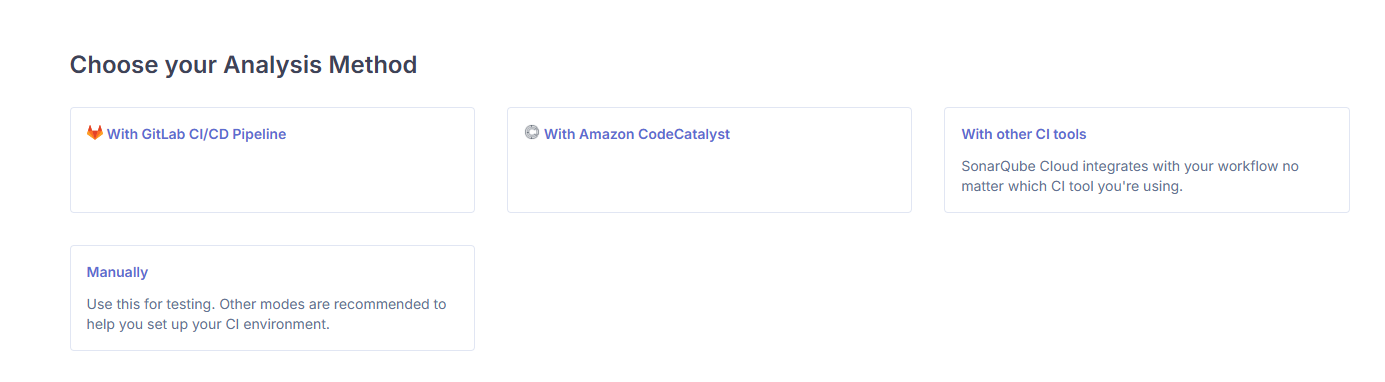 Choose your Analysis Method
With GitLab CI/CD Pipeline
With Amazon CodeCatalyst
With other CI tools
SonarQube Cloud integrates with your workflow no
matter which CI tool you're using.
Manually
Use this for testing. Other modes are recommended to
help you set up your CI environment.